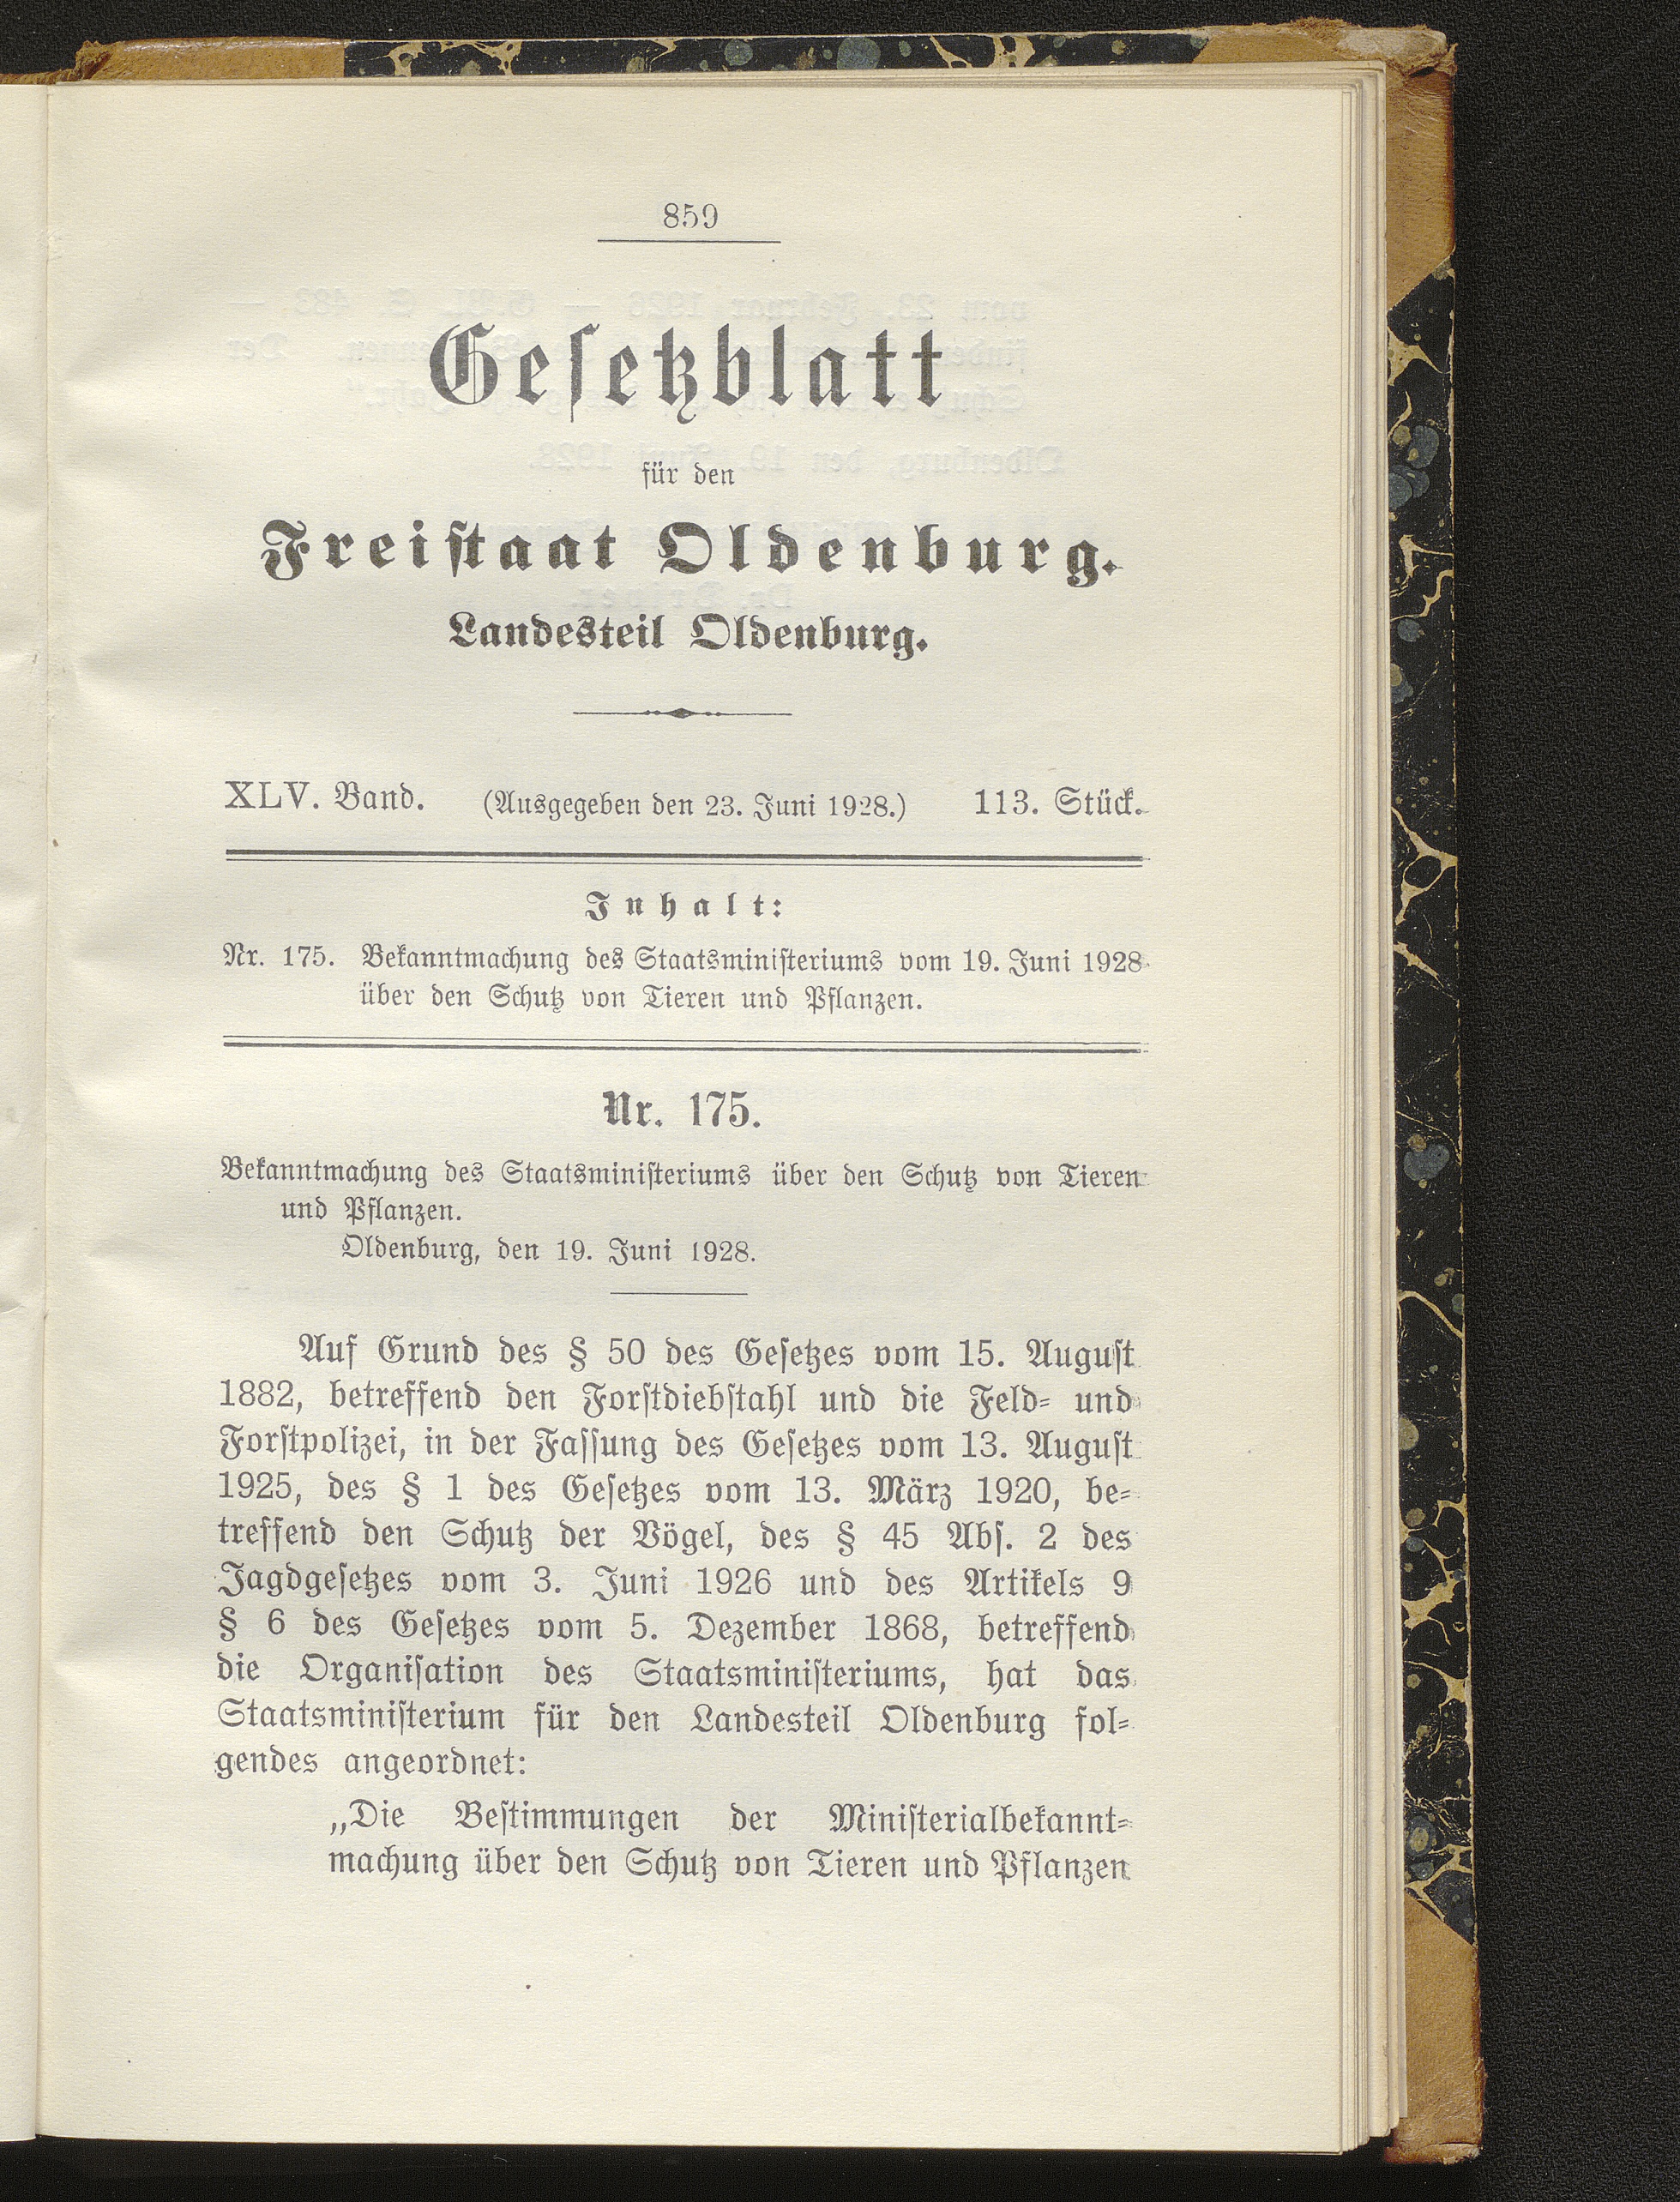 859
Gesetzblatt
für den
Freistaat Oldenburg.
Landesteil Oldenburg.
XLV. Band. (Ausgegeben den 23. Juni 1928.) 113. Stück.
Inhalt:
Nr. 175. Bekanntmachung des Staatsministeriums vom 19. Juni 1928
über den Schutz von Tieren und Pflanzen.
Nr. 175.
Bekanntmachung des Staatsministeriums über den Schutz von Tieren
und Pflanzen.
Oldenburg, den 19. Juni 1928.
Auf Grund des § 50 des Gesetzes vom 15. August
1882, betreffend den Forstdiebstahl und die Feld- und
Forstpolizei, in der Fassung des Gesetzes vom 13. August
1925, des § 1 des Gesetzes vom 13. März 1920, be-
treffend den Schutz der Vögel, des § 45 Abs. 2 des
Jagdgesetzes vom 3. Juni 1926 und des Artikels 9
§ 6 des Gesetzes vom 5. Dezember 1868, betreffend
die Organisation des Staatsministeriums, hat das
Staatsministerium für den Landesteil Oldenburg fol-
gendes angeordnet:
„Die Bestimmungen der Ministerialbekannt-
machung über den Schutz von Tieren und Pflanzen